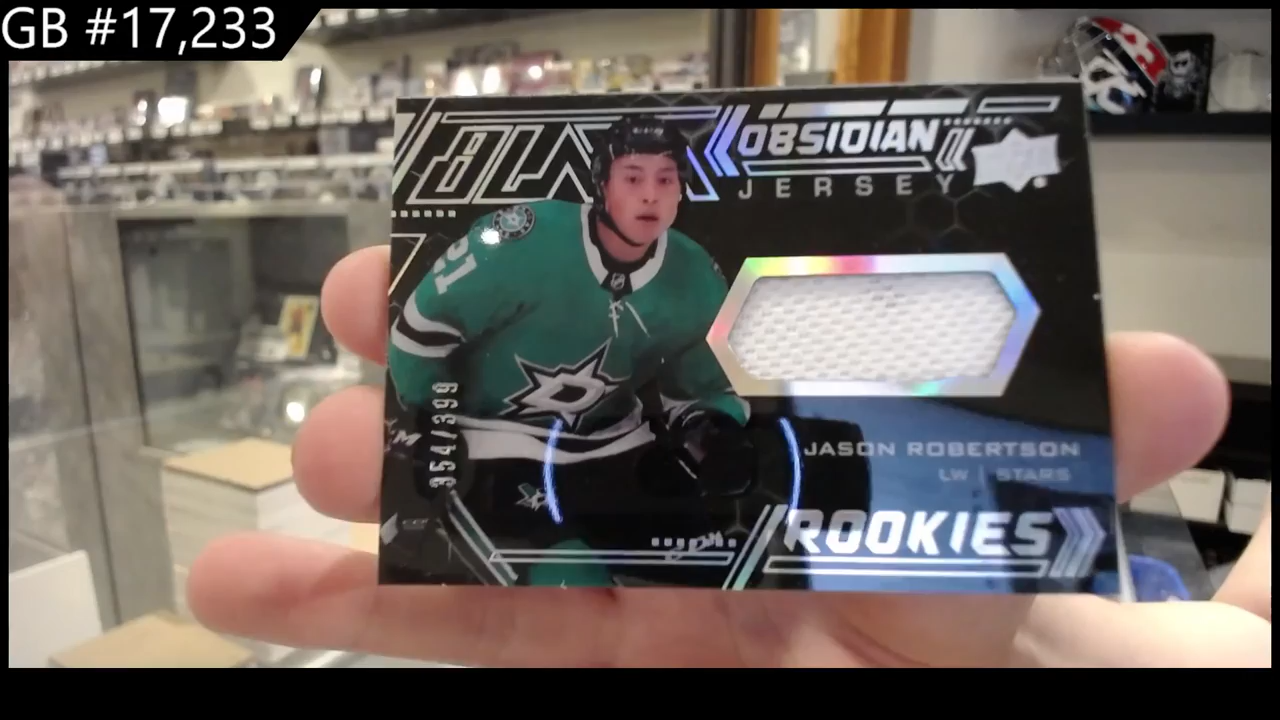 GB #17,233
BLACK
OBSIDIAN
JERSEY
21
354/399
JASON ROBERTSON
LW | STARS
ROOKIES